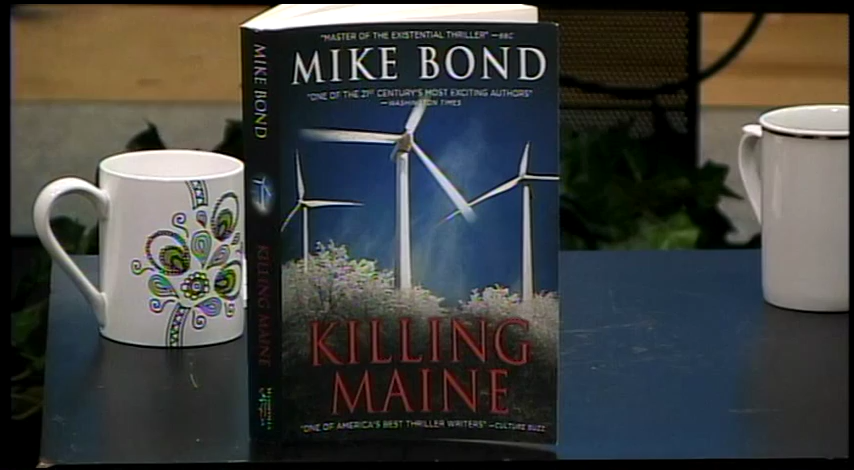 "MASTER OF THE EXISTENTIAL THRILLER" —BBC
MIKE BOND
"ONE OF THE 21ST CENTURY'S MOST EXCITING AUTHORS"
—WASHINGTON TIMES
KILLING
MAINE
"ONE OF AMERICA'S BEST THRILLER WRITERS" —CULTURE BUZZ
MIKE BOND
KILLING MAINE